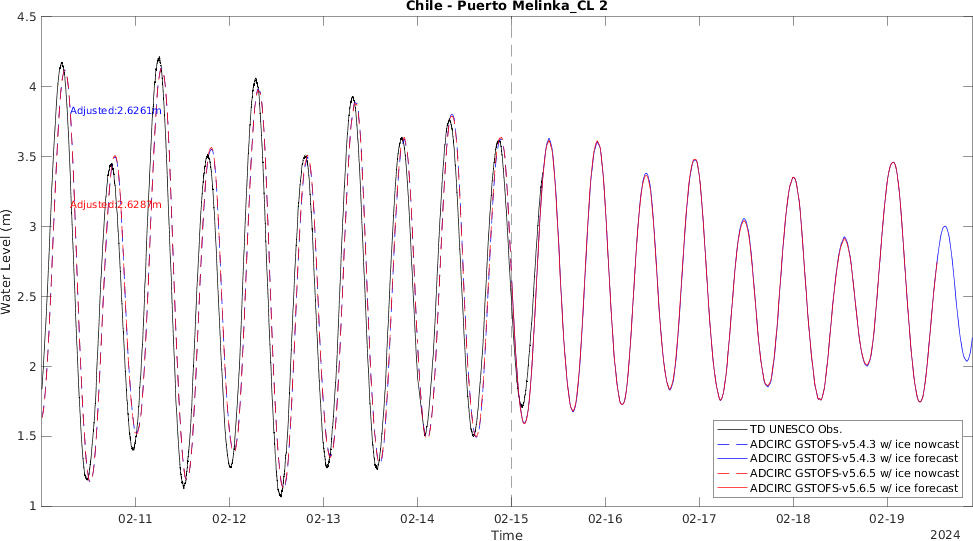 Chile - Puerto Melinka_CL 2
4.5
4
3.5
3
2.5
2
1.5
1
Water Level (m)
Adjusted:2.6261m
Adjusted:2.6287m
TD UNESCO Obs.
ADCIRC GSTOFS-v5.4.3 w/ ice nowcast
ADCIRC GSTOFS-v5.4.3 w/ ice forecast
ADCIRC GSTOFS-v5.6.5 w/ ice nowcast
ADCIRC GSTOFS-v5.6.5 w/ ice forecast
02-11 02-12 02-13 02-14 02-15 02-16 02-17 02-18 02-19
Time
2024